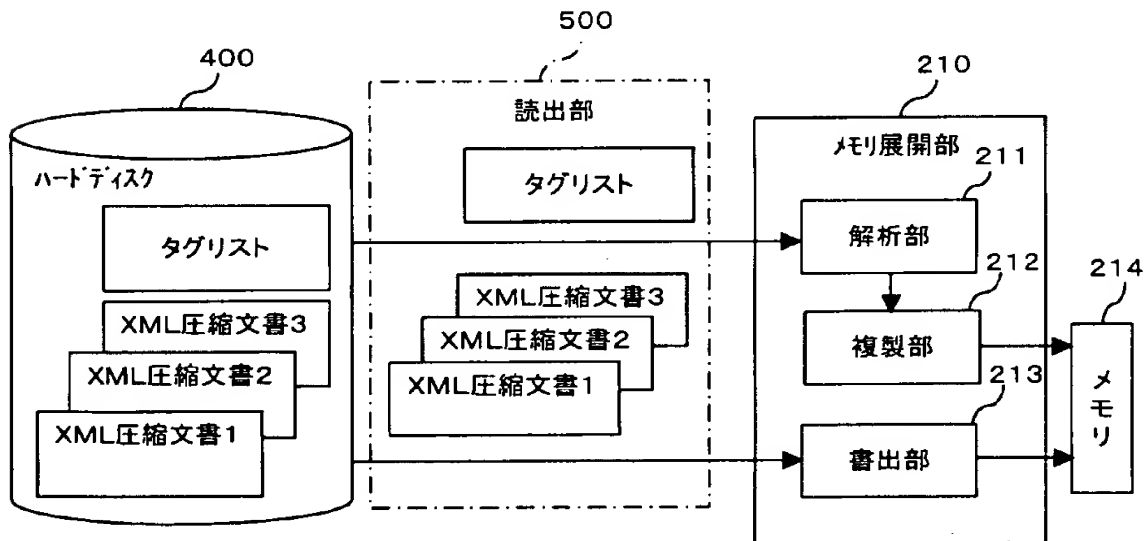 500
400
210
読出部
メモリ展開部
ハードディスク
211
タグリスト
タグリスト
解析部
212
214
XML圧縮文書3
XML圧縮文書3
XML圧縮文書2
XML圧縮文書2
複製部
213
XML圧縮文書1
XML圧縮文書1
メモリ
書出部